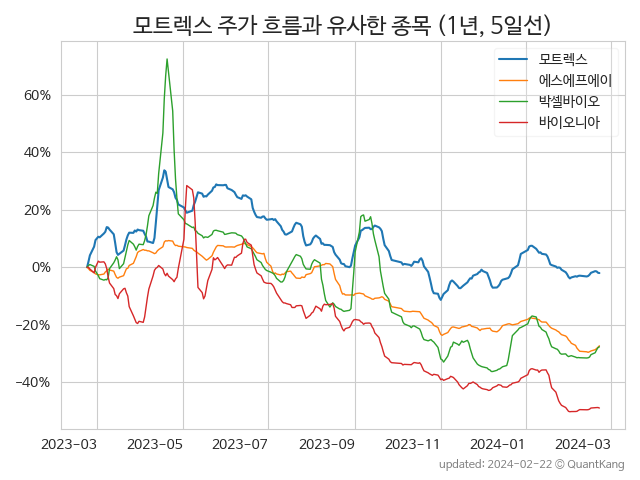 모트렉스 주가 흐름과 유사한 종목 (1년, 5일선)
모트렉스
에스에프에이
박셀바이오
바이오니아
60%
40%
20%
0%
−20%
−40%
2023-03 2023-05 2023-07 2023-09 2023-11 2024-01 2024-03
updated: 2024-02-22 © QuantKang